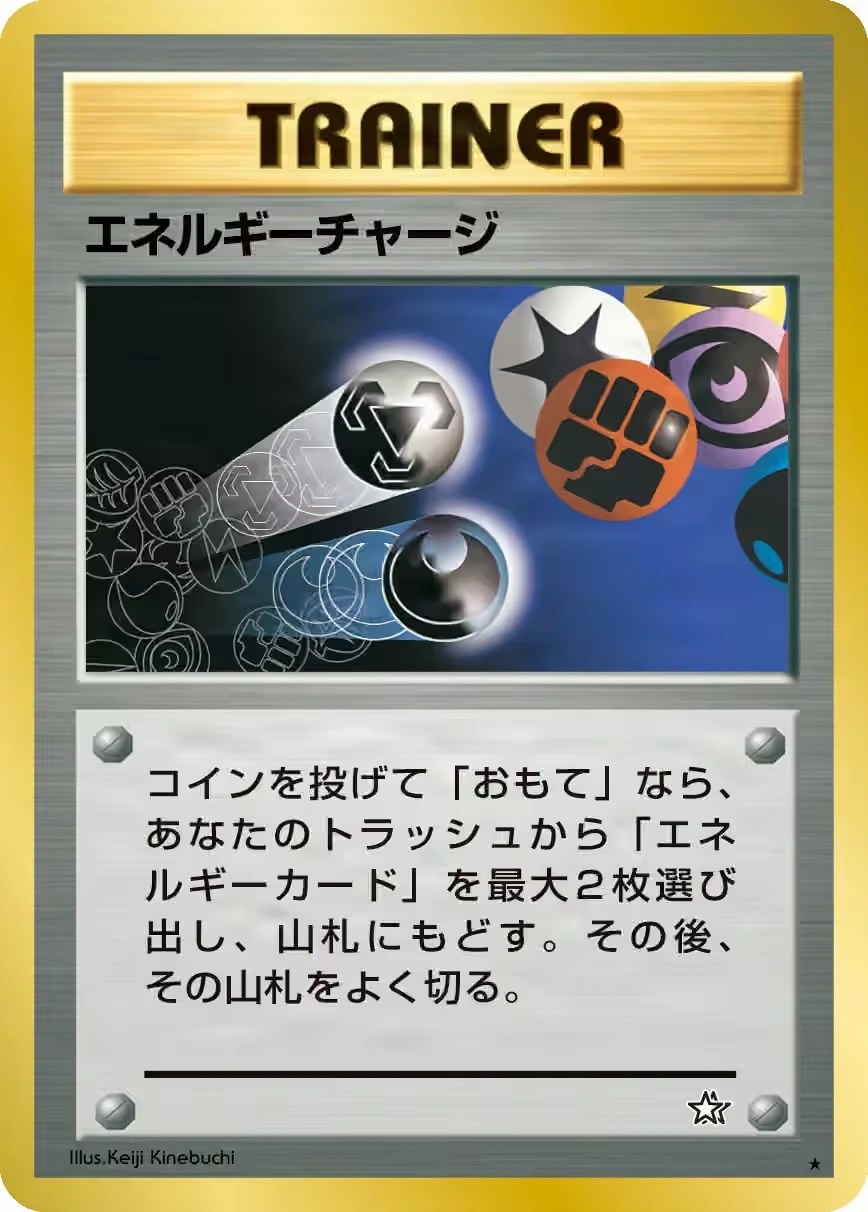 TRAINER
エネルギーチャージ
コインを投げて「おもて」なら、
あなたのトラッシュから「エネ
ルギーカード」を最大２枚選び
出し、山札にもどす。その後、
その山札をよく切る。
Illus.Keiji Kinebuchi
★